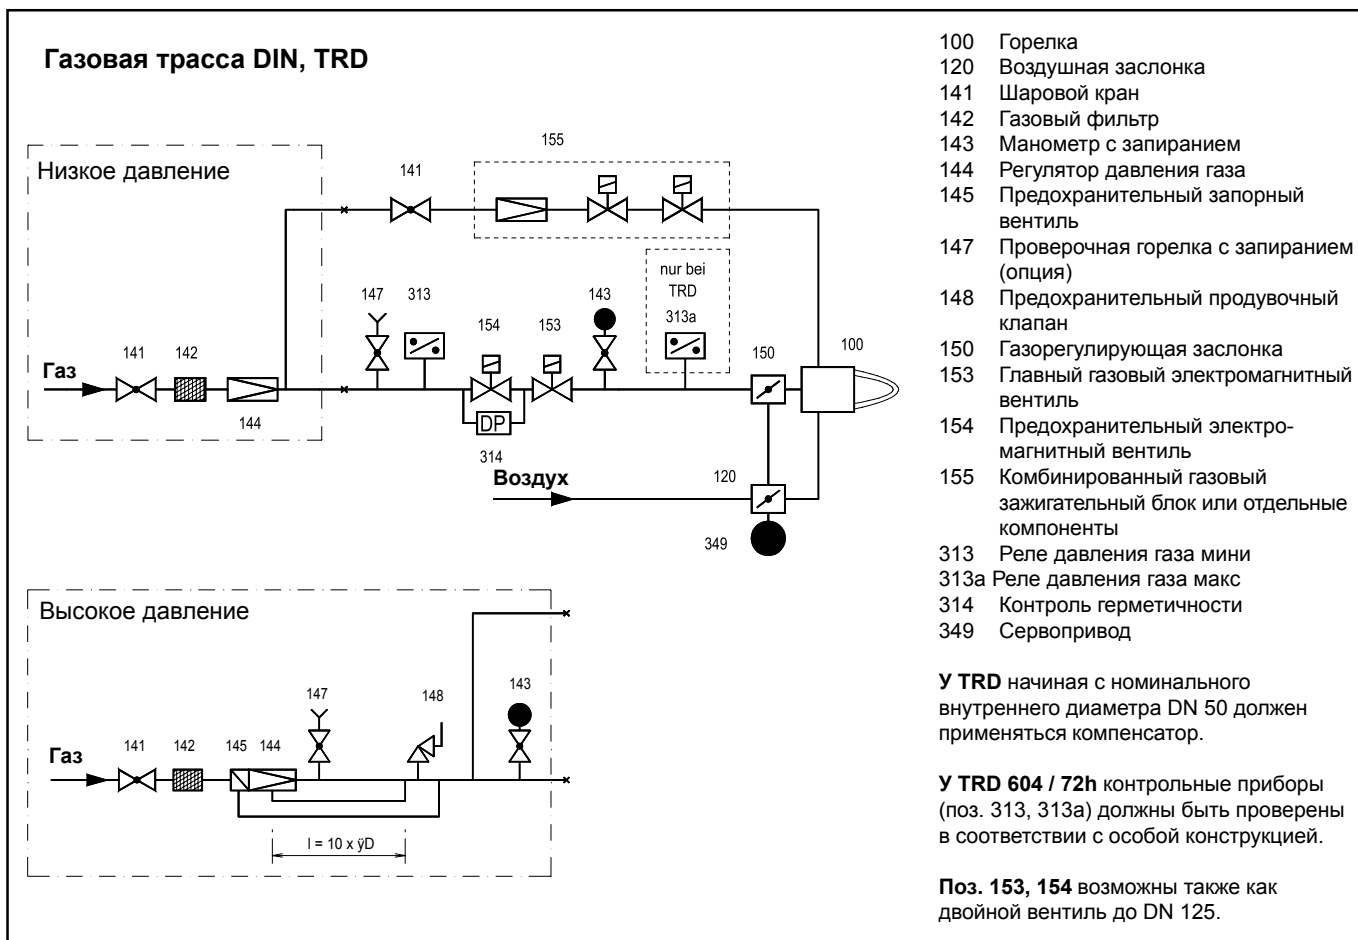 Газовая трасса DIN, TRD
Низкое давление
155
141
nur bei
TRD
147
313
143
313a
154
153
150
100
141
142
Газ
144
DP
314
Воздух
120
349
Высокое давление
147
148
143
141
142
145
144
Газ
l = 10 x ÿD
100 Горелка
120 Воздушная заслонка
141 Шаровой кран
142 Газовый фильтр
143 Манометр с запиранием
144 Регулятор давления газа
145 Предохранительный запорный
вентиль
147 Проверочная горелка с запиранием
(опция)
148 Предохранительный продувочный
клапан
150 Газорегулирующая заслонка
153 Главный газовый электромагнитный
вентиль
154 Предохранительный электро-
магнитный вентиль
155 Комбинированный газовый
зажигательный блок или отдельные
компоненты
313 Реле давления газа мини
313a Реле давления газа макс
314 Контроль герметичности
349 Сервопривод
У TRD начиная с номинального
внутреннего диаметра DN 50 должен
применяться компенсатор.
У TRD 604 / 72h контрольные приборы
(поз. 313, 313a) должны быть проверены
в соответствии с особой конструкцией.
Поз. 153, 154 возможны также как
двойной вентиль до DN 125.